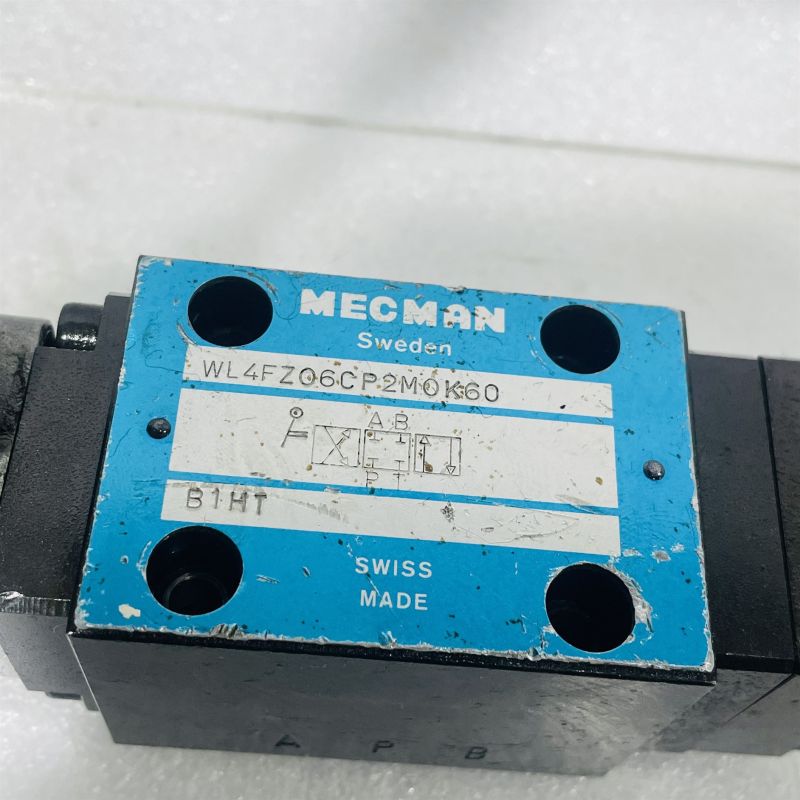 MECMAN
Sweden
WL4FZ06CP2M0K60
A B
P T
B1HT
SWISS
MADE
A P B